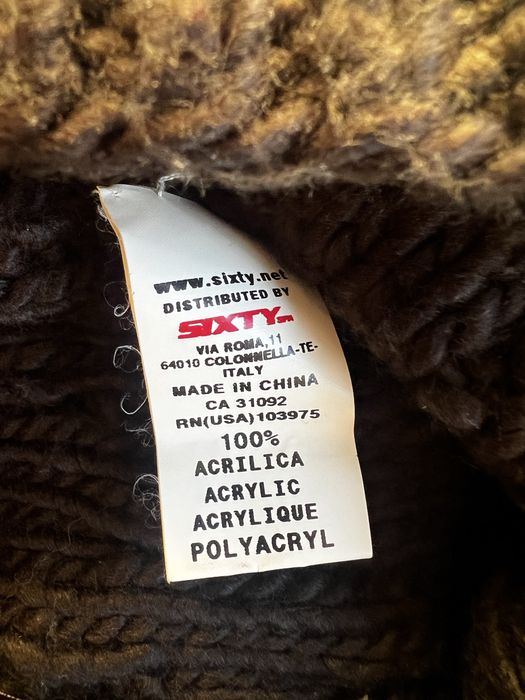 www.sixty.net
DISTRIBUTED BY
SIXTY SPA
VIA ROMA,11
64010 COLONNELLA-TE-
ITALY
MADE IN CHINA
CA 31092
RN(USA)103975
100%
ACRILICA
ACRYLIC
ACRYLIQUE
POLYACRYL